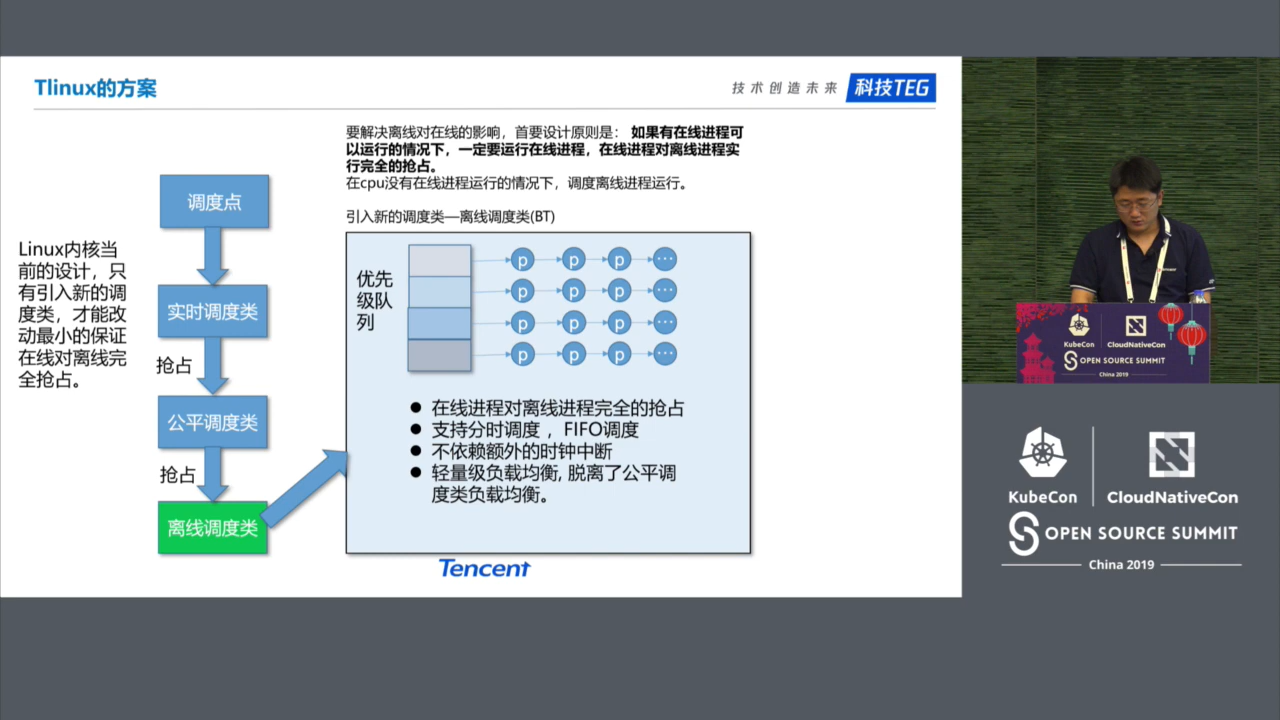 Tlinux的方案
技术创造未来 科技TEG
要解决离线对在线的影响，首要设计原则是： 如果有在线进程可
以运行的情况下，一定要运行在线进程，在线进程对离线进程实
行完全的抢占。
在cpu没有在线进程运行的情况下，调度离线进程运行。
引入新的调度类—离线调度类(BT)
Linux内核当
前的设计，只
有引入新的调
度类，才能改
动最小的保证
在线对离线完
全抢占。
调度点
实时调度类
抢占
公平调度类
抢占
离线调度类
优先
级队
列
p p p ...
p p p ...
p p p ...
p p p ...
● 在线进程对离线进程完全的抢占
● 支持分时调度 ，FIFO调度
● 不依赖额外的时钟中断
● 轻量级负载均衡, 脱离了公平调
度类负载均衡。
Tencent
KubeCon CloudNativeCon
OPEN SOURCE SUMMIT
China 2019
KubeCon CloudNativeCon
OPEN SOURCE SUMMIT
China 2019